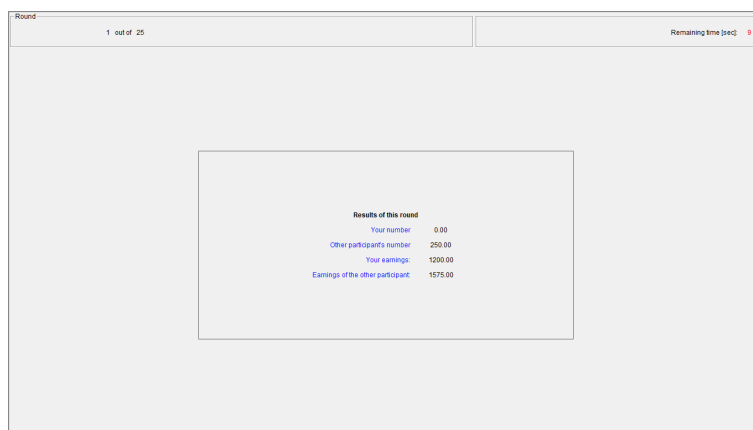 Round
1 out of 25
Remaining time [sec]: 9
Results of this round
Your number 0.00
Other participant's number 250.00
Your earnings: 1200.00
Earnings of the other participant: 1575.00